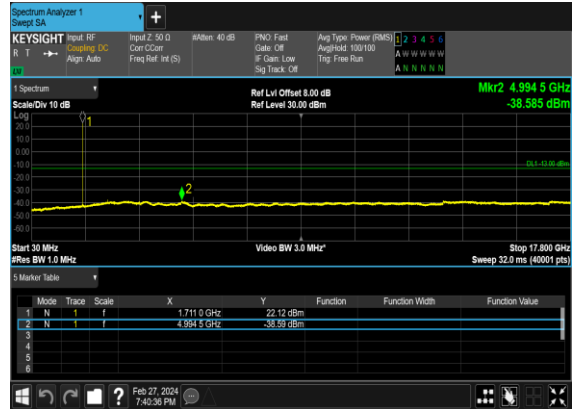 Spectrum Analyzer 1
Swept SA
+
KEYSIGHT
R T
LXI
Input: RF
Coupling: DC
Align: Auto
Input Z: 50 Ω
Corr CCorr
Freq Ref: Int (S)
#Atten: 40 dB
PNO: Fast
Gate: Off
IF Gain: Low
Sig Track: Off
Avg Type: Power (RMS)
Avg|Hold: 100/100
Trig: Free Run
1 2 3 4 5 6
A W W W W W
A N N N N N
1 Spectrum
Scale/Div 10 dB
Ref Lvl Offset 8.00 dB
Ref Level 30.00 dBm
Mkr2 4.994 5 GHz
-38.585 dBm
Log
20.0
10.0
0.00
-10.0
-20.0
-30.0
-40.0
-50.0
-60.0
1
2
DL1 -13.00 dBm
Start 30 MHz
#Res BW 1.0 MHz
Video BW 3.0 MHz*
Stop 17.800 GHz
Sweep 32.0 ms (40001 pts)
5 Marker Table
Mode Trace Scale X Y Function Function Width Function Value
1 N 1 f 1.711 0 GHz 22.12 dBm
2 N 1 f 4.994 5 GHz -38.59 dBm
3
4
5
6
?
Feb 27, 2024
7:40:36 PM